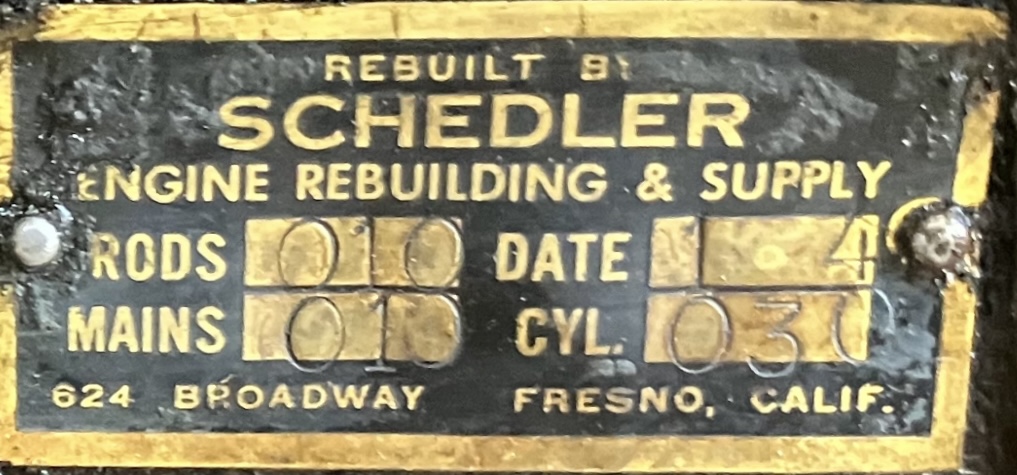 REBUILT BY
SCHEDLER
ENGINE REBUILDING & SUPPLY
RODS 010 DATE
MAINS 010 CYL. 030
624 BROADWAY FRESNO, CALIF.